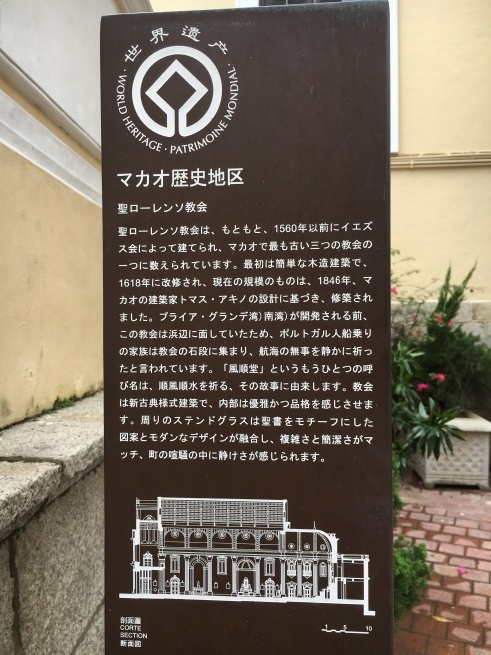 ·世界遗产·
WORLD HERITAGE · PATRIMOINE MONDIAL
マカオ歴史地区
聖ローレンソ教会
聖ローレンソ教会は、もともと、1560年以前にイエズ
ス会によって建てられ、マカオで最も古い三つの教会の
一つに数えられています。最初は簡単な木造建築で、
1618年に改修され、現在の規模のものは、1846年、マ
カオの建築家トマス・アキノの設計に基づき、修築され
ました。プライア・グランデ湾(南湾)が開発される前、
この教会は浜辺に面していたため、ポルトガル人船乗り
の家族は教会の石段に集まり、航海の無事を静かに祈っ
たと言われています。「風順堂」というもうひとつの呼
び名は、順風順水を祈る、その故事に由来します。教会
は新古典様式建築で、内部は優雅かつ品格を感じさせま
す。周りのステンドグラスは聖書をモチーフにした
図案とモダンなデザインが融合し、複雑さと簡潔さがマ
ッチ、町の喧騒の中に静けさが感じられます。
剖面圖
CORTE
SECTION
断面図
1 5 10